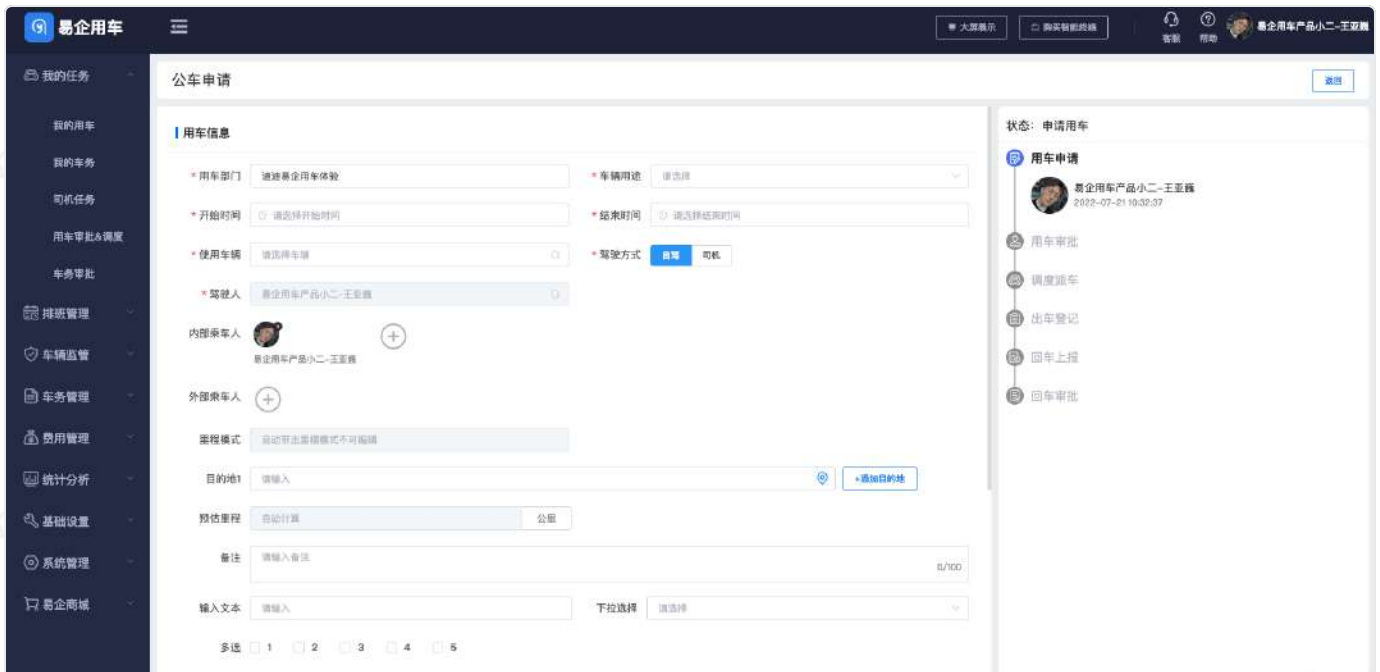 易企用车
大屏展示
购买智能终端
客服
帮助
易企用车产品小二-王亚巍
我的任务
我的用车
我的车务
司机任务
用车审批&调度
车务审批
排班管理
车辆监管
车务管理
费用管理
统计分析
基础设置
系统管理
易企商城
公车申请
返回
用车信息
* 用车部门 迪迪易企用车体验
* 车辆用途 请选择
* 开始时间 请选择开始时间
* 结束时间 请选择结束时间
* 使用车辆 请选择车辆
* 驾驶方式 自驾 司机
* 驾驶人 易企用车产品小二-王亚巍
内部乘车人
易企用车产品小二-王亚巍
外部乘车人
里程模式 自动带出里程模式不可编辑
目的地1 请输入
+添加目的地
预估里程 自动计算 公里
备注 请输入备注
0/100
输入文本 请输入
下拉选择 请选择
多选 1 2 3 4 5
状态：申请用车
用车申请
易企用车产品小二-王亚巍
2022-07-21 10:32:37
用车审批
调度派车
出车登记
回车上报
回车审批